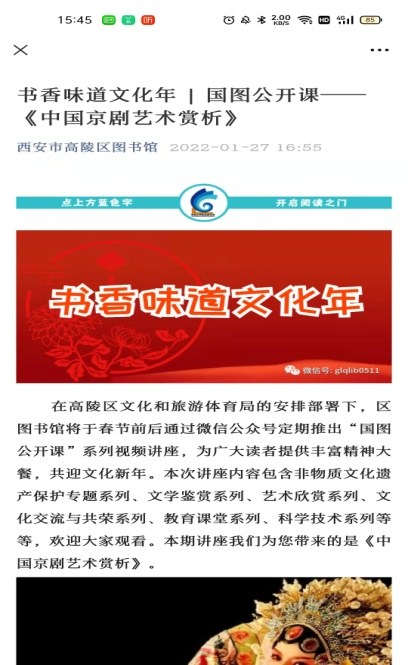 15:45
2.00
KB/S
HD
4G
85
书香味道文化年 | 国图公开课——
《中国京剧艺术赏析》
西安市高陵区图书馆 2022-01-27 16:55
点上方蓝色字 开启阅读之门
书香味道文化年
微信号: glqlib0511
在高陵区文化和旅游体育局的安排部署下，区
图书馆将于春节前后通过微信公众号定期推出“国图
公开课”系列视频讲座，为广大读者提供丰富精神大
餐，共迎文化新年。本次讲座内容包含非物质文化遗
产保护专题系列、文学鉴赏系列、艺术欣赏系列、文
化交流与共荣系列、教育课堂系列、科学技术系列等
等，欢迎大家观看。本期讲座我们为您带来的是《中
国京剧艺术赏析》。